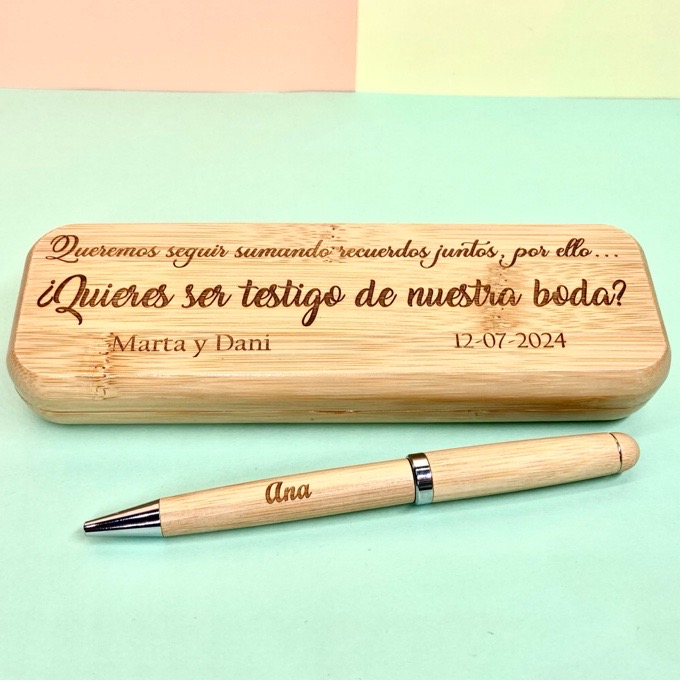 Queremos seguir sumando recuerdos juntos, por ello...
¿Quieres ser testigo de nuestra boda?
Marta y Dani 12-07-2024
Ana